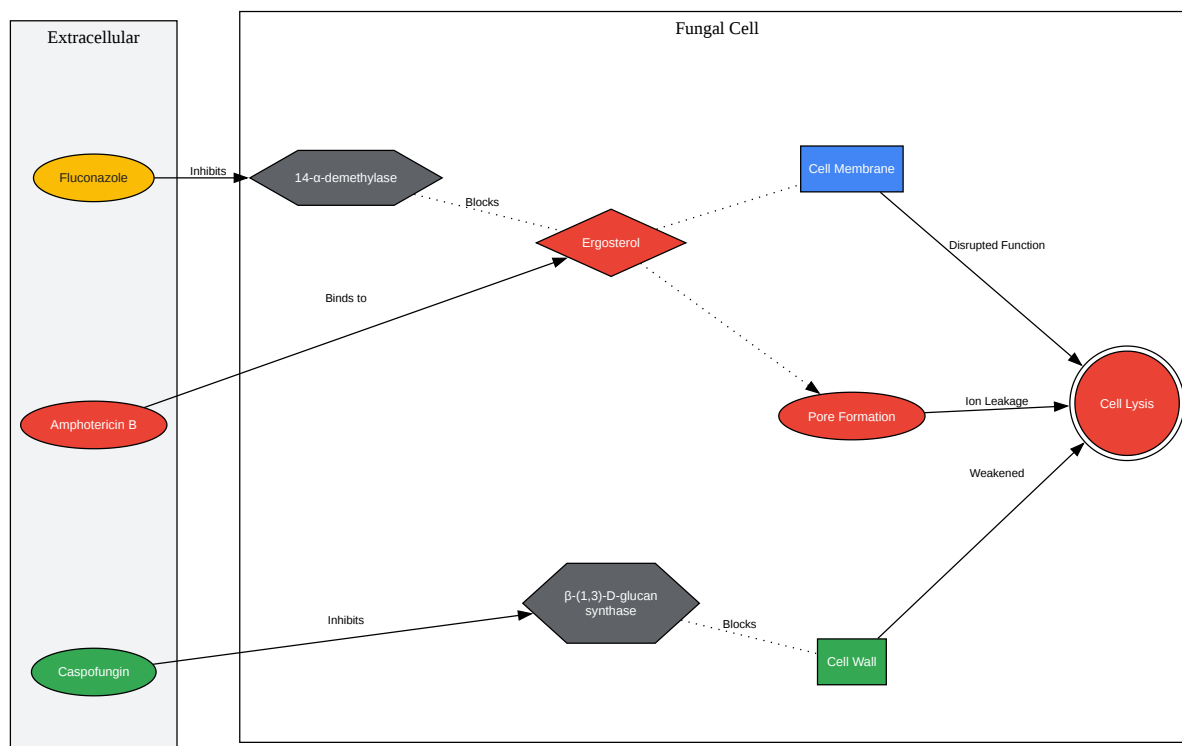 Extracellular
Fungal Cell
Fluconazole
Inhibits
14-α-demethylase
Blocks
Ergosterol
Cell Membrane
Disrupted Function
Binds to
Amphotericin B
Pore Formation
Ion Leakage
Cell Lysis
Weakened
Caspofungin
Inhibits
β-(1,3)-D-glucan
synthase
Blocks
Cell Wall